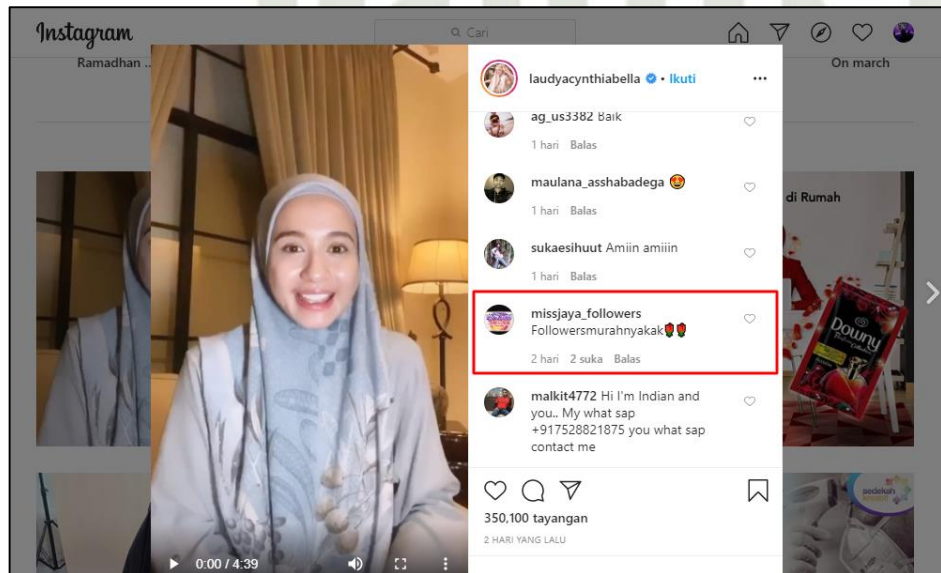 Instagram
Cari
Ramadhan ..
On march
laudyacynthiabella • Ikuti
ag_us3382 Baik
1 hari Balas
maulana_asshabadega 😍
1 hari Balas
di Rumah
sukaesihuut Amiin amiiin
1 hari Balas
missjaya_followers
Followersmurahnyakak🌹🌹
2 hari 2 suka Balas
Downy
malkit4772 Hi I'm Indian and
you.. My what sap
+917528821875 you what sap
contact me
350,100 tayangan
2 HARI YANG LALU
0:00 / 4:39